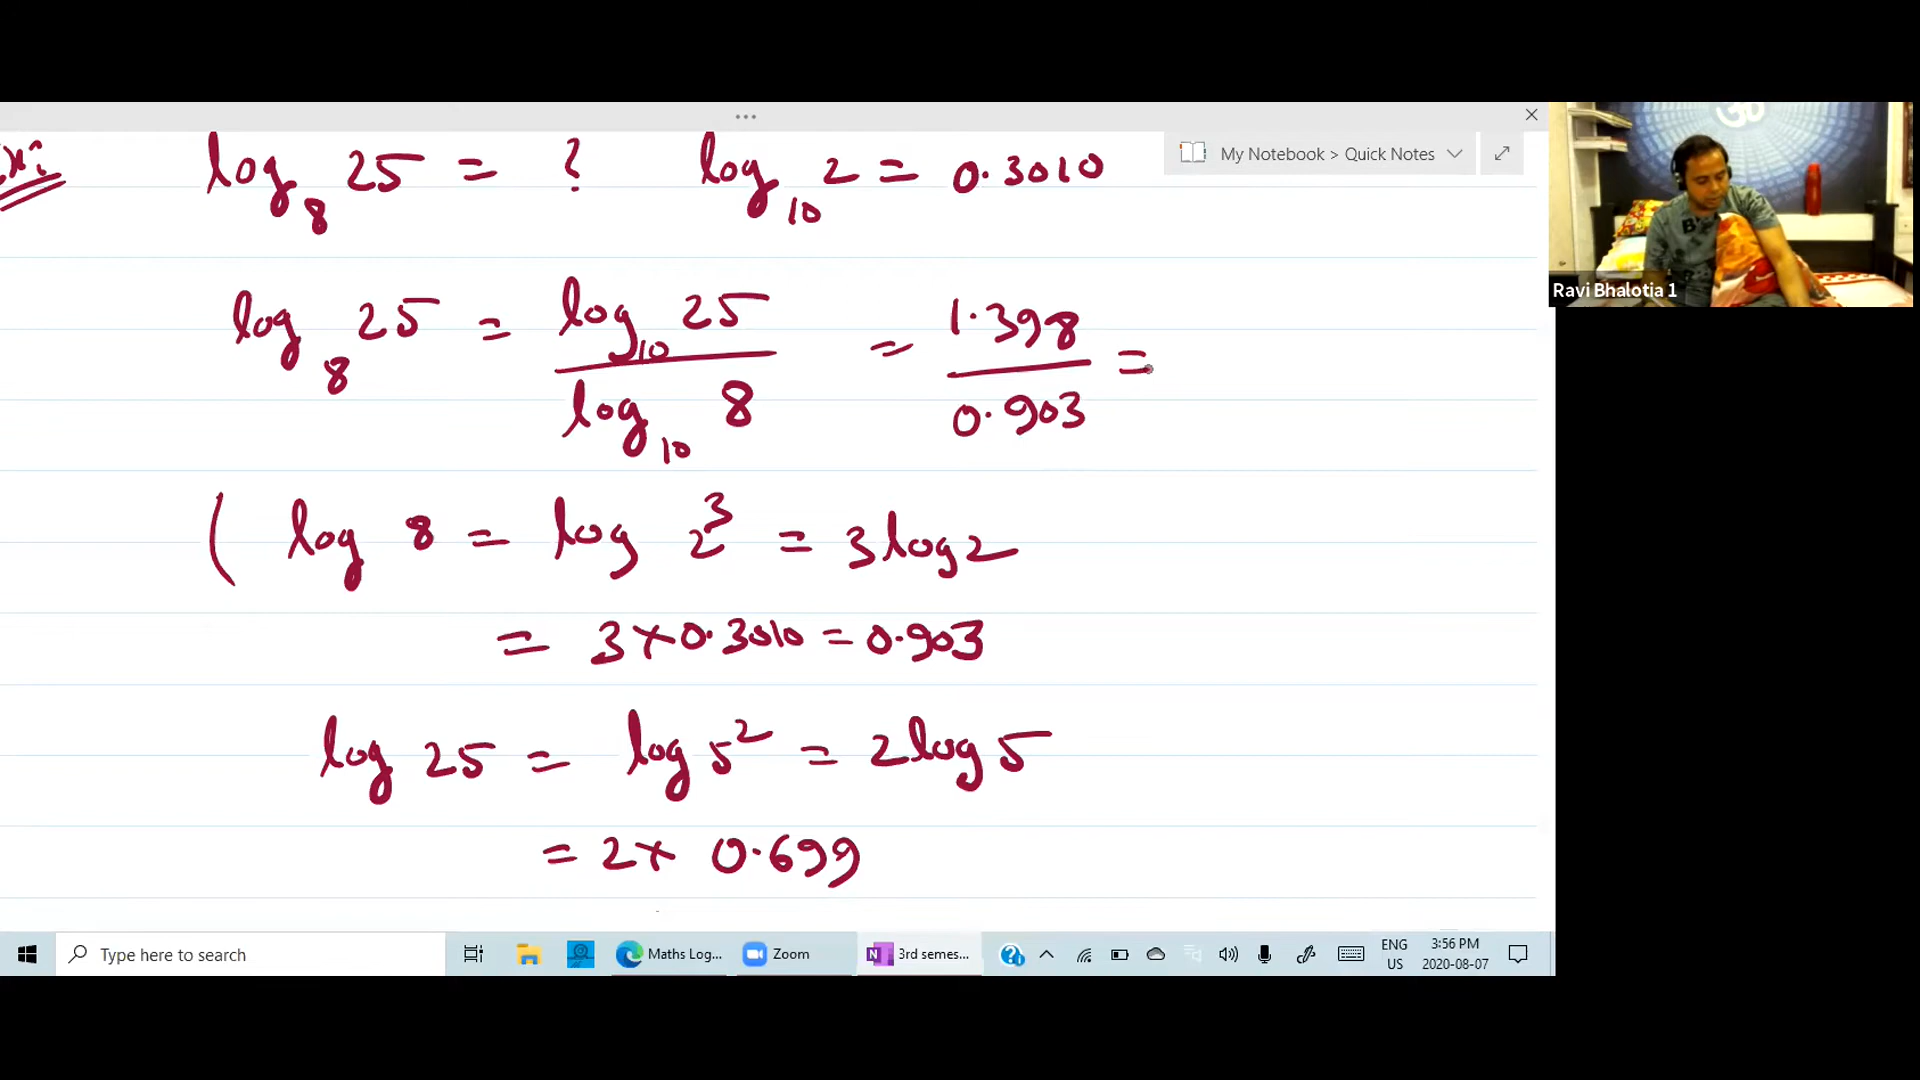 log₈ 25 = ? log₁₀ 2 = 0.3010
My Notebook > Quick Notes
log₈ 25 = log₁₀ 25 / log₁₀ 8 = 1.398 / 0.903 =
Ravi Bhalotia 1
( log 8 = log 2³ = 3log2
= 3×0.3010 = 0.903
log 25 = log 5² = 2log 5
= 2× 0.699
Type here to search
Maths Log...
Zoom
3rd semes...
ENG
US
3:56 PM
2020-08-07